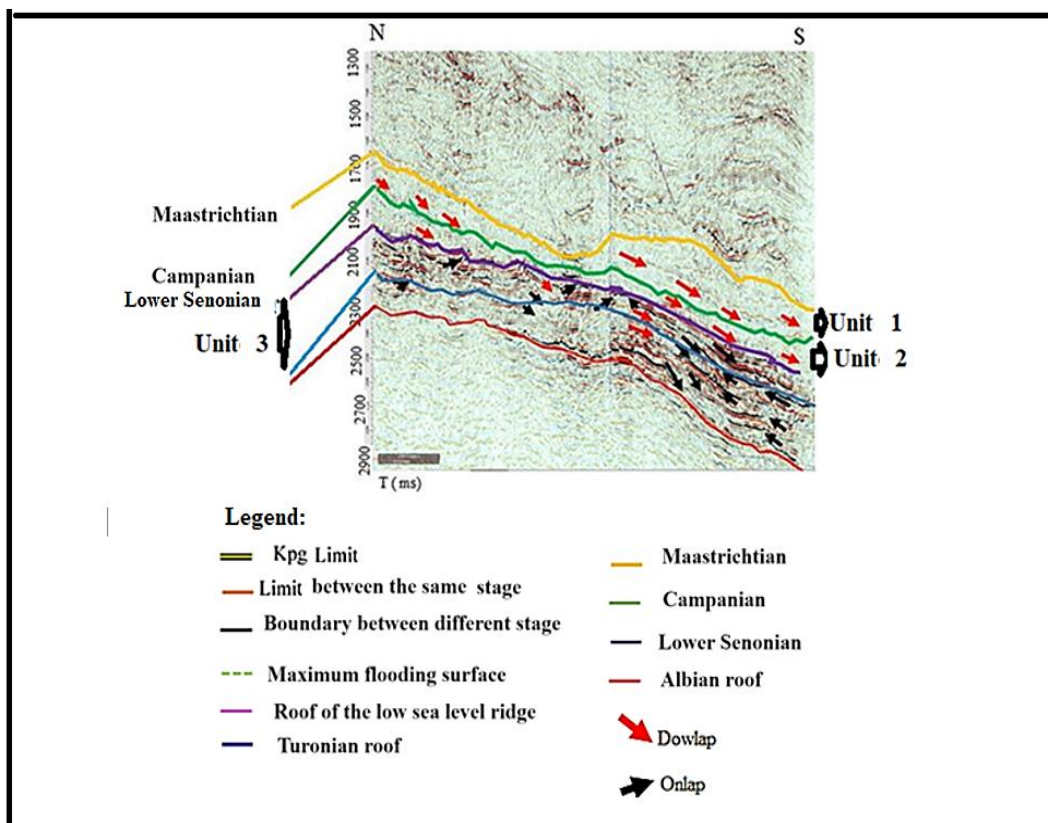 N S
1300
1500
1700
1900
2100
2300
2500
2700
2900
T ( ms)
Maastrichtian
Campanian
Lower Senonian
Unit 3
Unit 1
Unit 2
Legend:
Kpg Limit
Limit between the same stage
Boundary between different stage
Maximum flooding surface
Roof of the low sea level ridge
Turonian roof
Maastrichtian
Campanian
Lower Senonian
Albian roof
Dowlap
Onlap